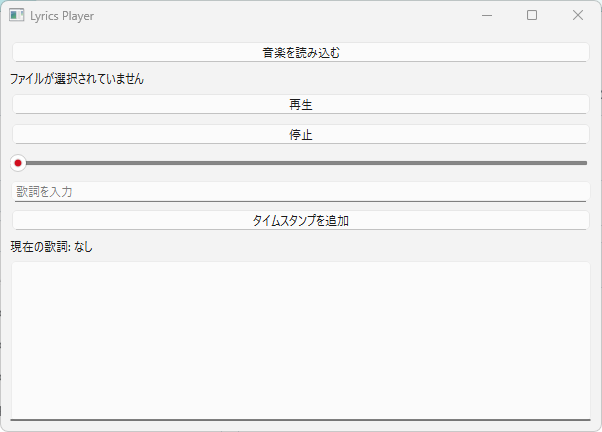 Lyrics Player
音楽を読み込む
ファイルが選択されていません
再生
停止
歌詞を入力
タイムスタンプを追加
現在の歌詞: なし